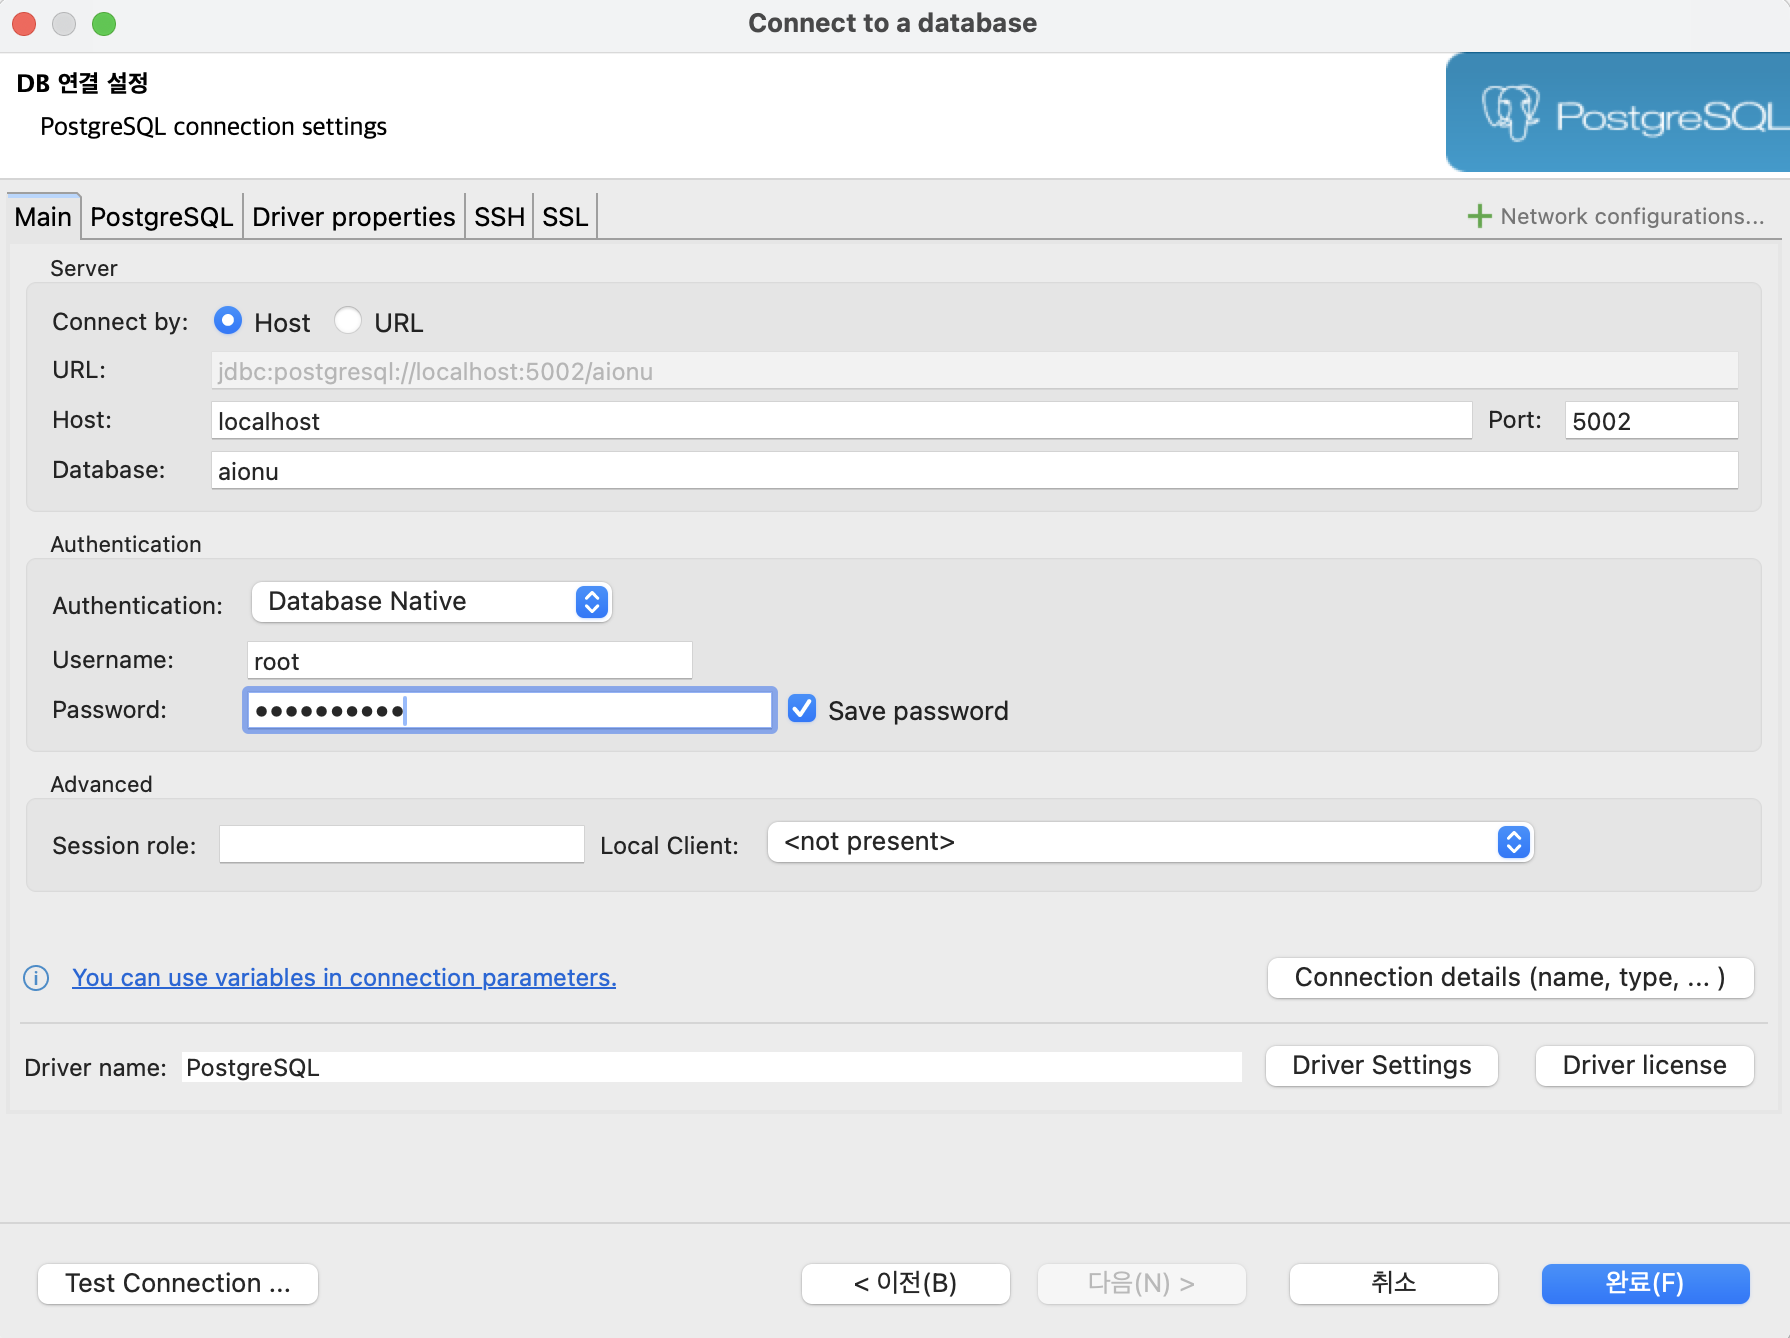 Connect to a database
DB 연결 설정
PostgreSQL connection settings
PostgreSQL
Main PostgreSQL Driver properties SSH SSL Network configurations...
Server
Connect by: Host URL
URL: jdbc:postgresql://localhost:5002/aionu
Host: localhost Port: 5002
Database: aionu
Authentication
Authentication: Database Native
Username: root
Password: ●●●●●●●●●● Save password
Advanced
Session role: Local Client: <not present>
You can use variables in connection parameters. Connection details (name, type, ... )
Driver name: PostgreSQL Driver Settings Driver license
Test Connection ... < 이전(B) 다음(N) > 취소 완료(F)